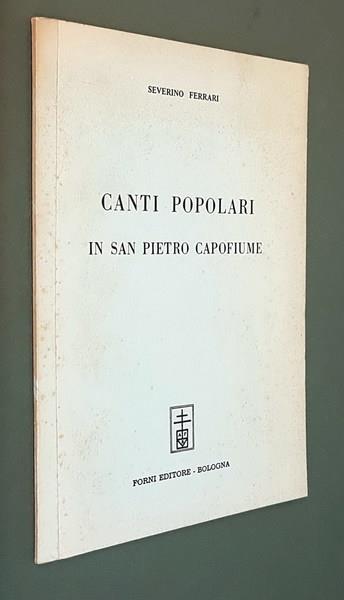 SEVERINO FERRARI
CANTI POPOLARI
IN SAN PIETRO CAPOFIUME
FORNI EDITORE - BOLOGNA